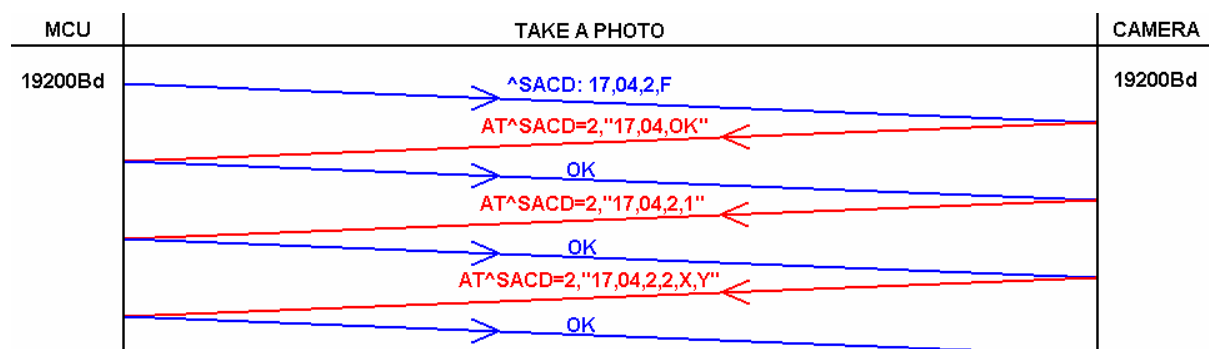 MCU TAKE A PHOTO CAMERA
19200Bd ^SACD: 17,04,2,F 19200Bd
AT^SACD=2,"17,04,OK"
OK
AT^SACD=2,"17,04,2,1"
OK
AT^SACD=2,"17,04,2,2,X,Y"
OK